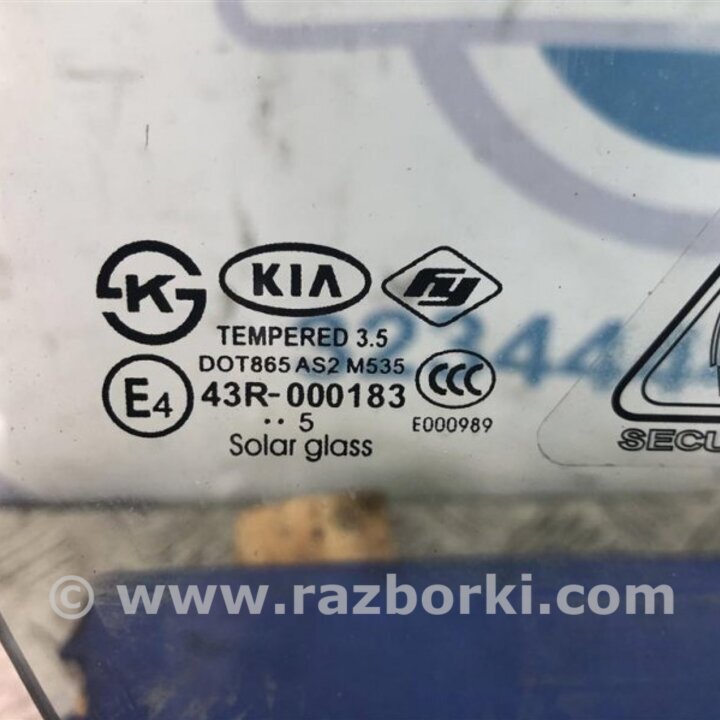 K
KIA
HY
TEMPERED 3.5
DOT865 AS2 M535
E4
43R-000183
CCC
.. 5
E000989
Solar glass
SECU
© www.razborki.com